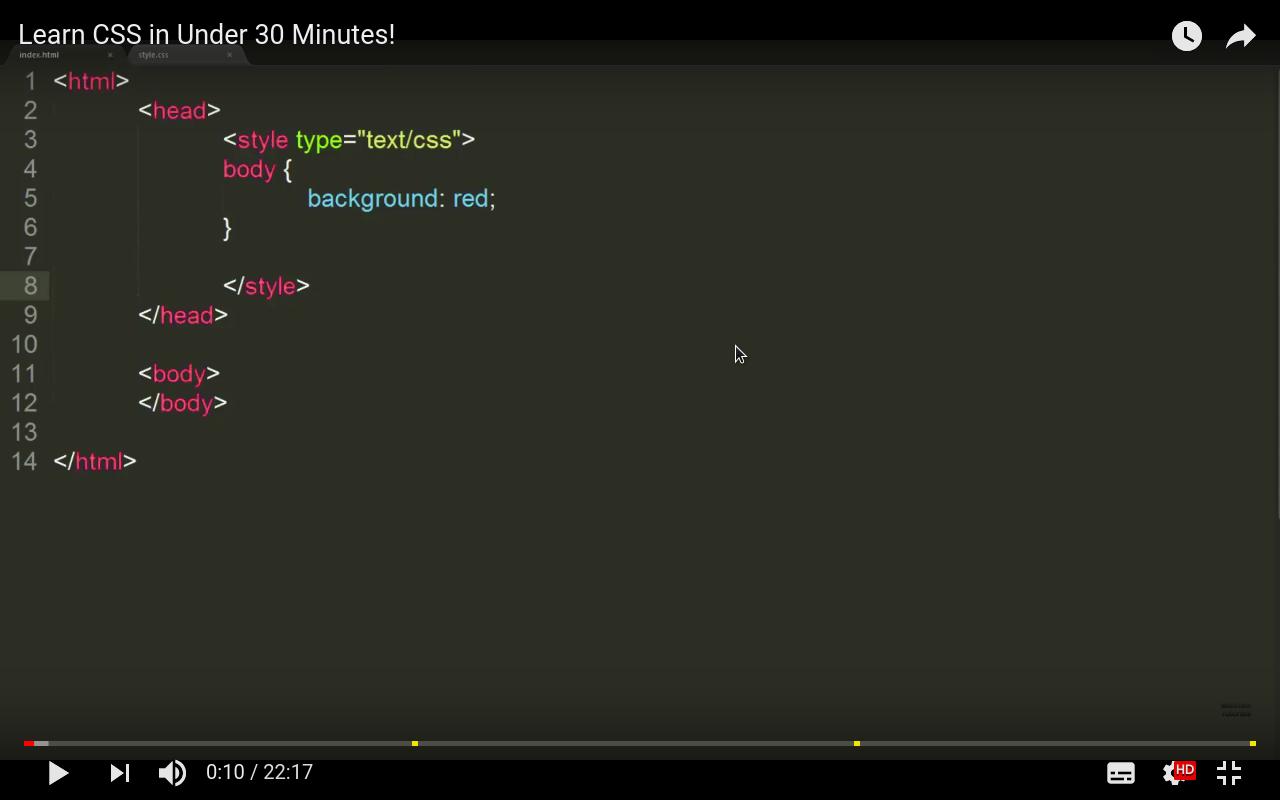 Learn CSS in Under 30 Minutes!
index.html × style.css ×
1 <html>
2 <head>
3 <style type="text/css">
4 body {
5 background: red;
6 }
7
8 </style>
9 </head>
10
11 <body>
12 </body>
13
14 </html>
0:10 / 22:17 HD